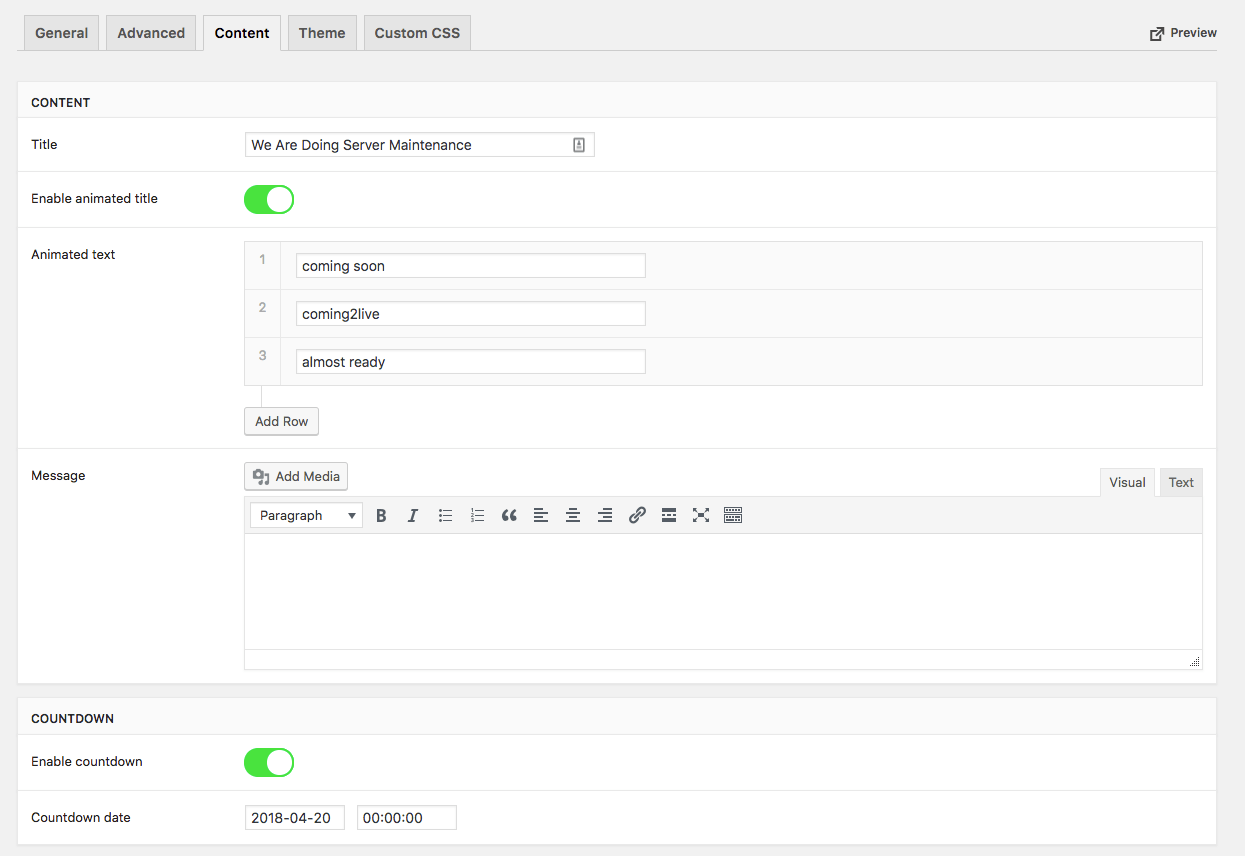 General Advanced Content Theme Custom CSS Preview
CONTENT
Title We Are Doing Server Maintenance
Enable animated title
Animated text
1 coming soon
2 coming2live
3 almost ready
Add Row
Message Add Media Visual Text
Paragraph
COUNTDOWN
Enable countdown
Countdown date 2018-04-20 00:00:00